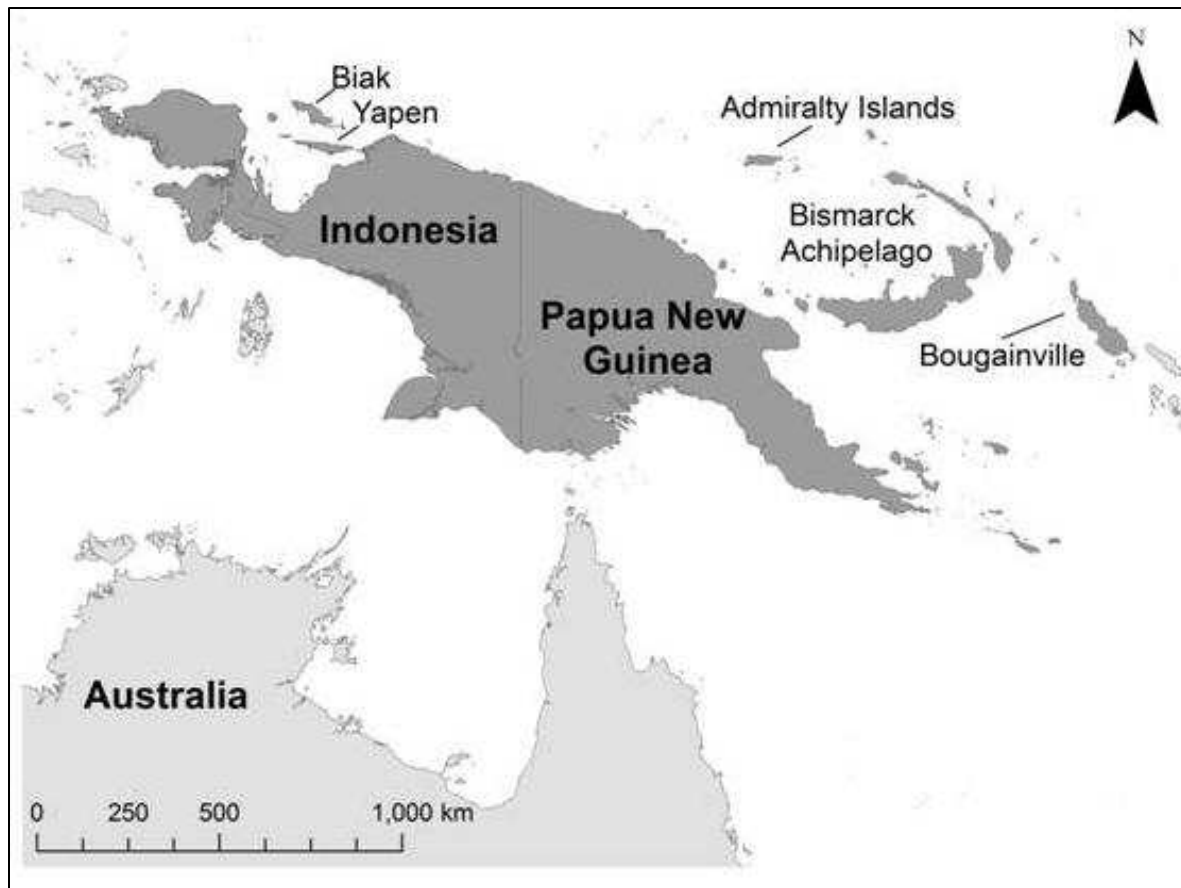 N
Biak
Yapen
Admiralty Islands
Bismarck
Achipelago
Indonesia
Papua New
Guinea
Bougainville
Australia
0 250 500 1,000 km